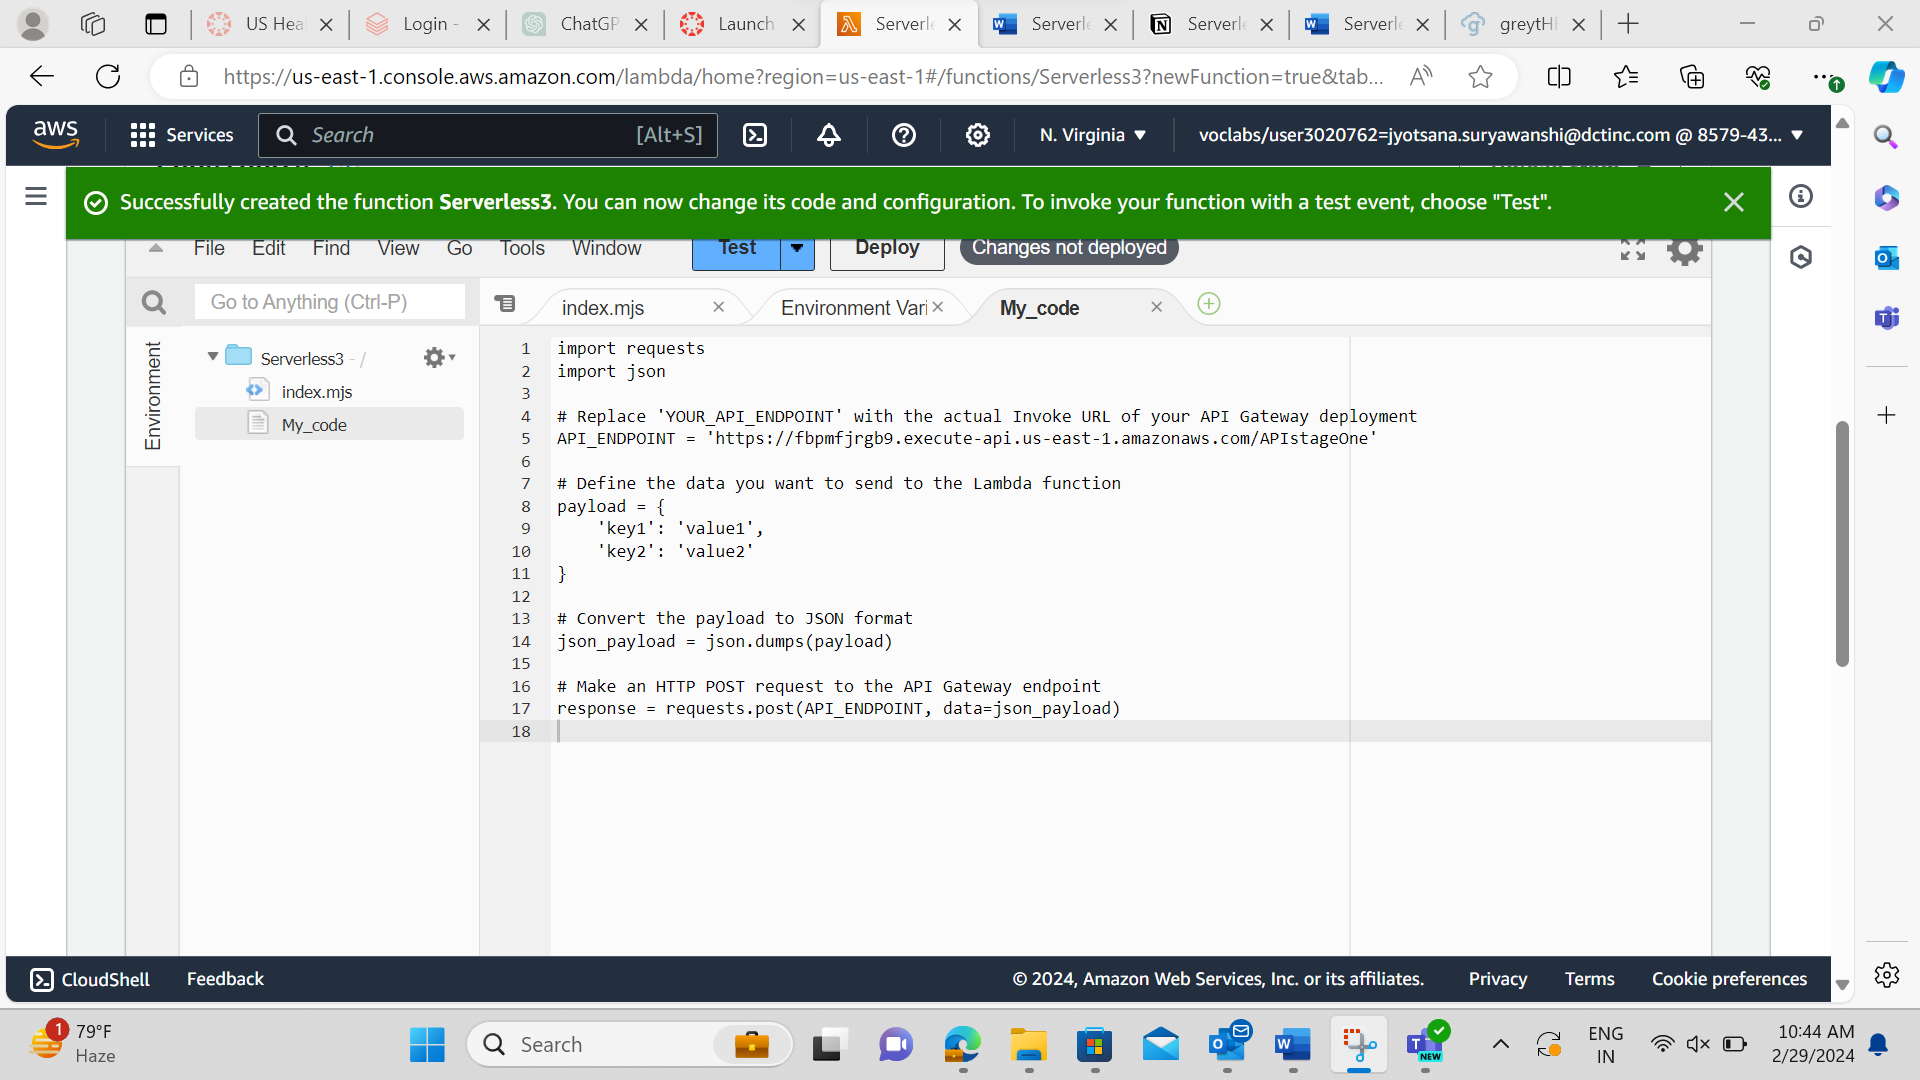 US Hea
Login -
ChatGP
Launch
Serverle
Serverle
Serverle
Serverle
greytHR
https://us-east-1.console.aws.amazon.com/lambda/home?region=us-east-1#/functions/Serverless3?newFunction=true&tab...
aws
Services
Search
[Alt+S]
N. Virginia
voclabs/user3020762=jyotsana.suryawanshi@dctinc.com @ 8579-43...
Successfully created the function Serverless3. You can now change its code and configuration. To invoke your function with a test event, choose "Test".
File Edit Find View Go Tools Window
Test
Deploy
Changes not deployed
Go to Anything (Ctrl-P)
index.mjs
Environment Vari
My_code
Environment
Serverless3 - /
index.mjs
My_code
1 import requests
2 import json
3
4 # Replace 'YOUR_API_ENDPOINT' with the actual Invoke URL of your API Gateway deployment
5 API_ENDPOINT = 'https://fbpmfjrgb9.execute-api.us-east-1.amazonaws.com/APIstageOne'
6
7 # Define the data you want to send to the Lambda function
8 payload = {
9     'key1': 'value1',
10     'key2': 'value2'
11 }
12
13 # Convert the payload to JSON format
14 json_payload = json.dumps(payload)
15
16 # Make an HTTP POST request to the API Gateway endpoint
17 response = requests.post(API_ENDPOINT, data=json_payload)
18
CloudShell
Feedback
© 2024, Amazon Web Services, Inc. or its affiliates.
Privacy
Terms
Cookie preferences
1
79°F
Haze
Search
NEW
ENG
IN
10:44 AM
2/29/2024